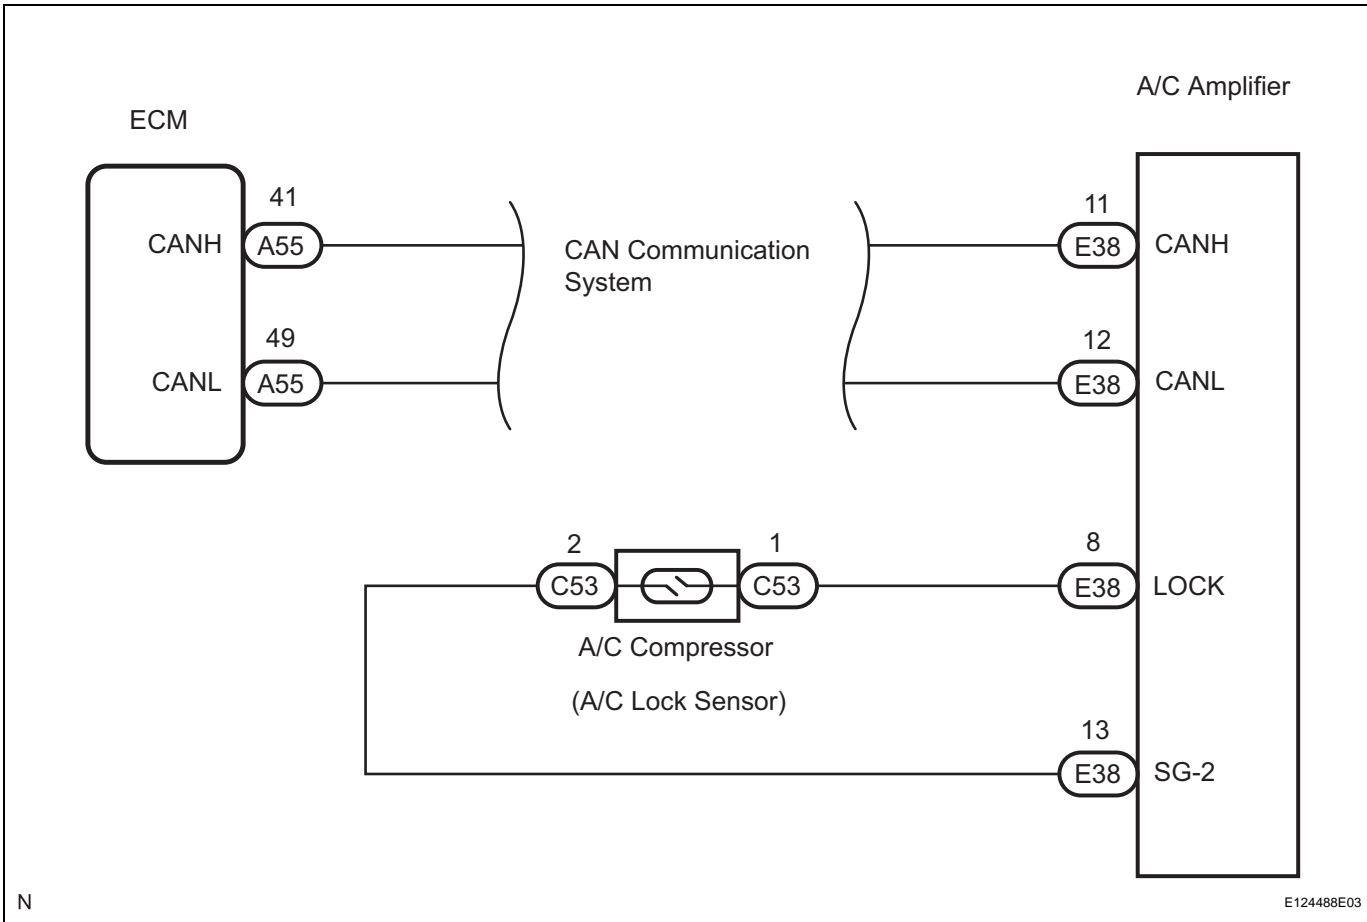 A/C Amplifier
ECM
41
11
CANH
A55
CAN Communication
System
E38
CANH
49
12
CANL
A55
E38
CANL
2
1
8
C53
C53
E38
LOCK
A/C Compressor
(A/C Lock Sensor)
13
E38
SG-2
N
E124488E03